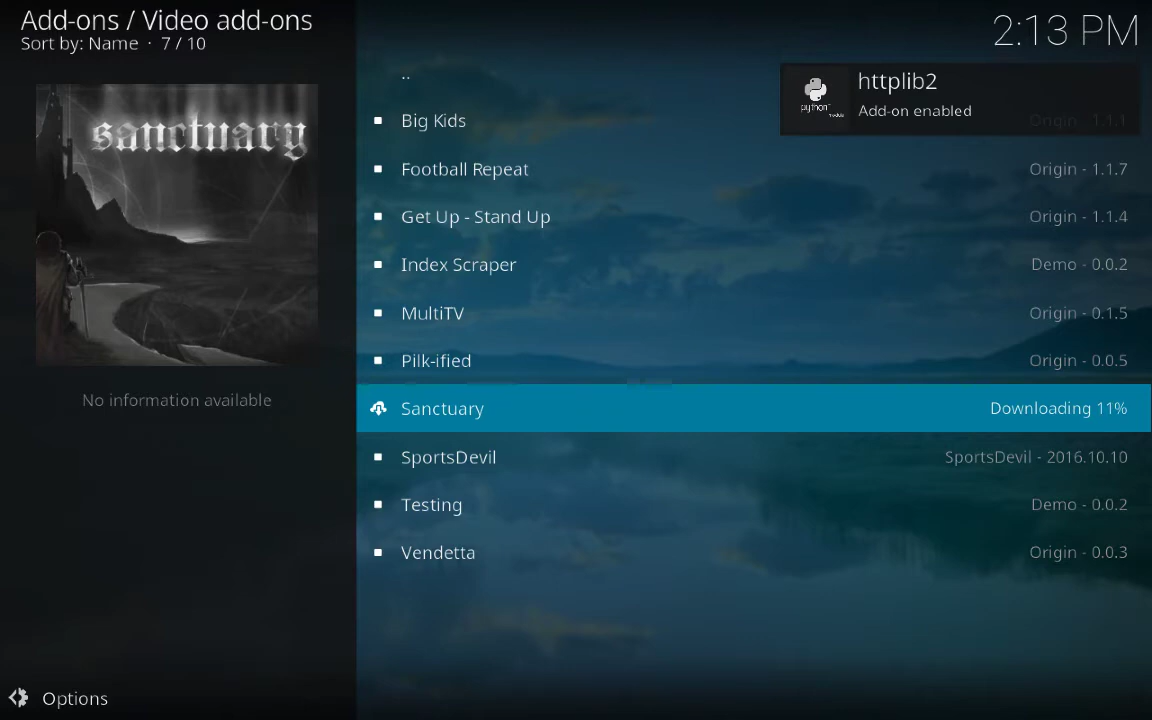 Add-ons / Video add-ons
Sort by: Name · 7 / 10
2:13 PM
httplib2
python
Add-on enabled
sanctuary
No information available
..
Big Kids Origin - 1.1.1
Football Repeat Origin - 1.1.7
Get Up - Stand Up Origin - 1.1.4
Index Scraper Demo - 0.0.2
MultiTV Origin - 0.1.5
Pilk-ified Origin - 0.0.5
Sanctuary Downloading 11%
SportsDevil SportsDevil - 2016.10.10
Testing Demo - 0.0.2
Vendetta Origin - 0.0.3
Options